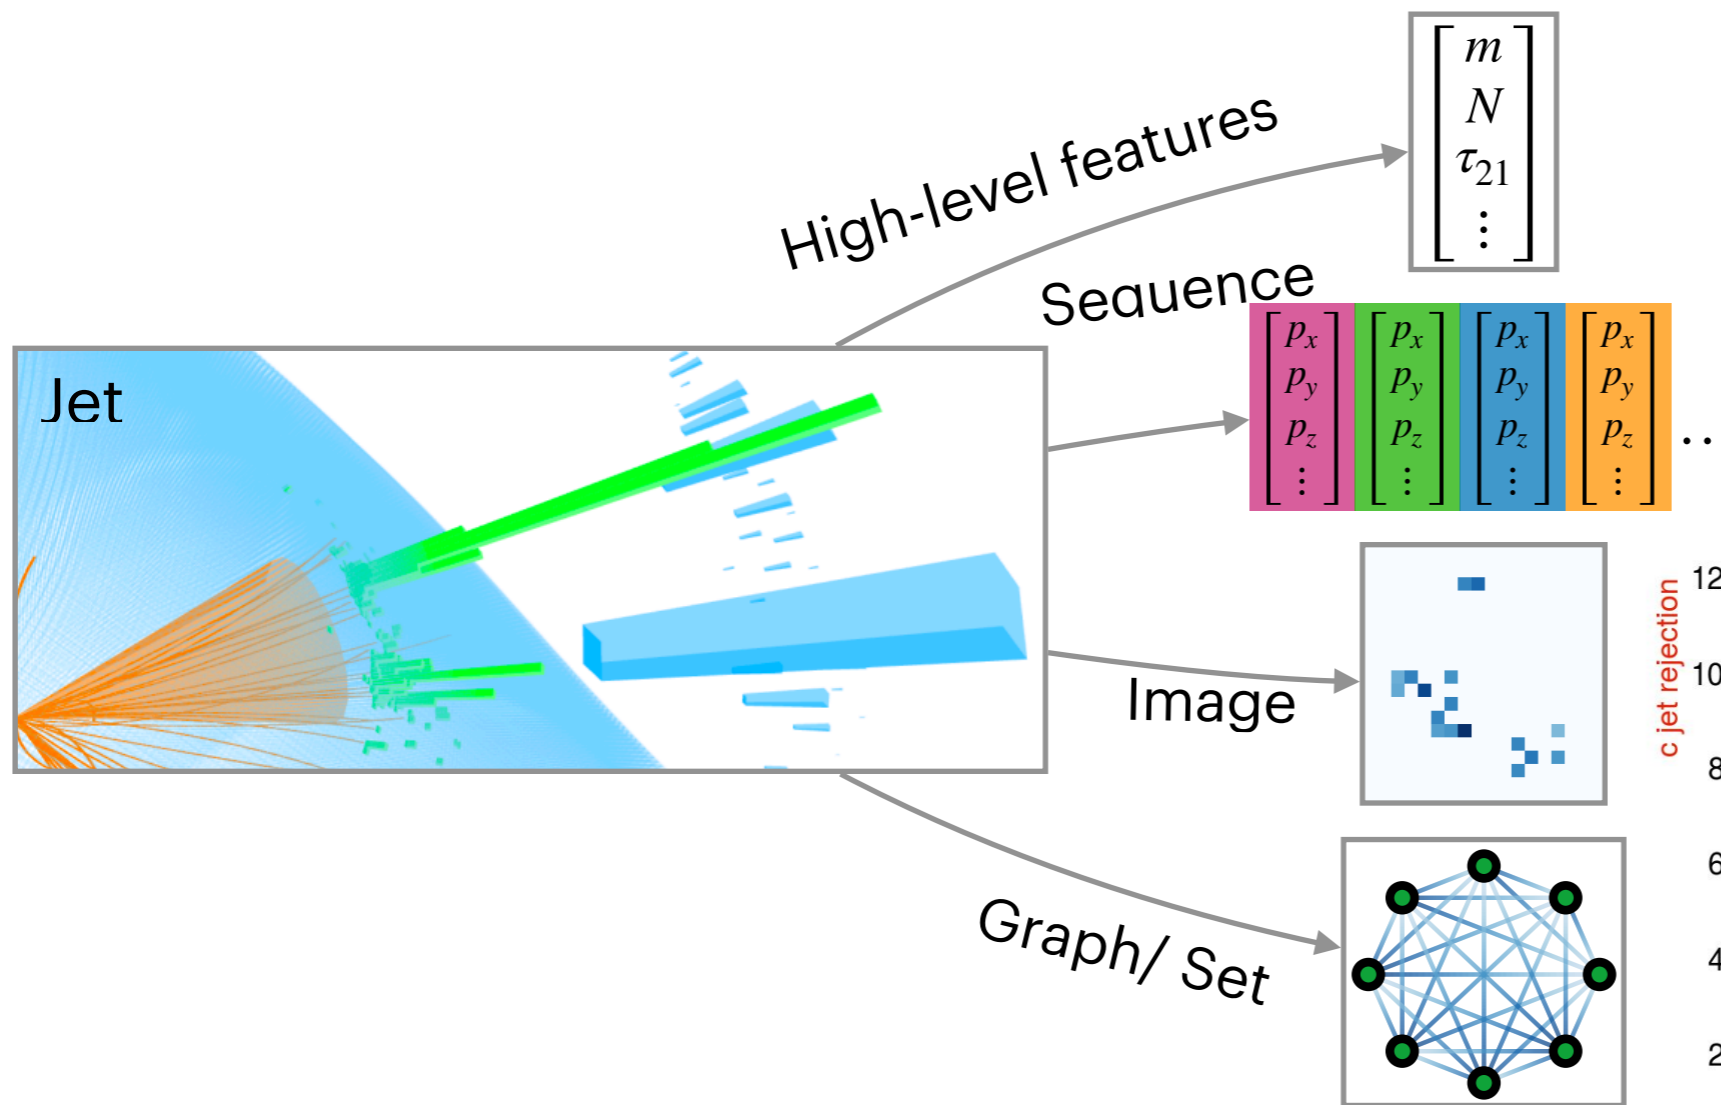 High-level features
m
N
τ21
⋮
Sequence
Jet
px px px px
py py py py
pz pz pz pz ..
⋮ ⋮ ⋮ ⋮
Image
c jet rejection
12
10
8
6
4
2
Graph/ Set